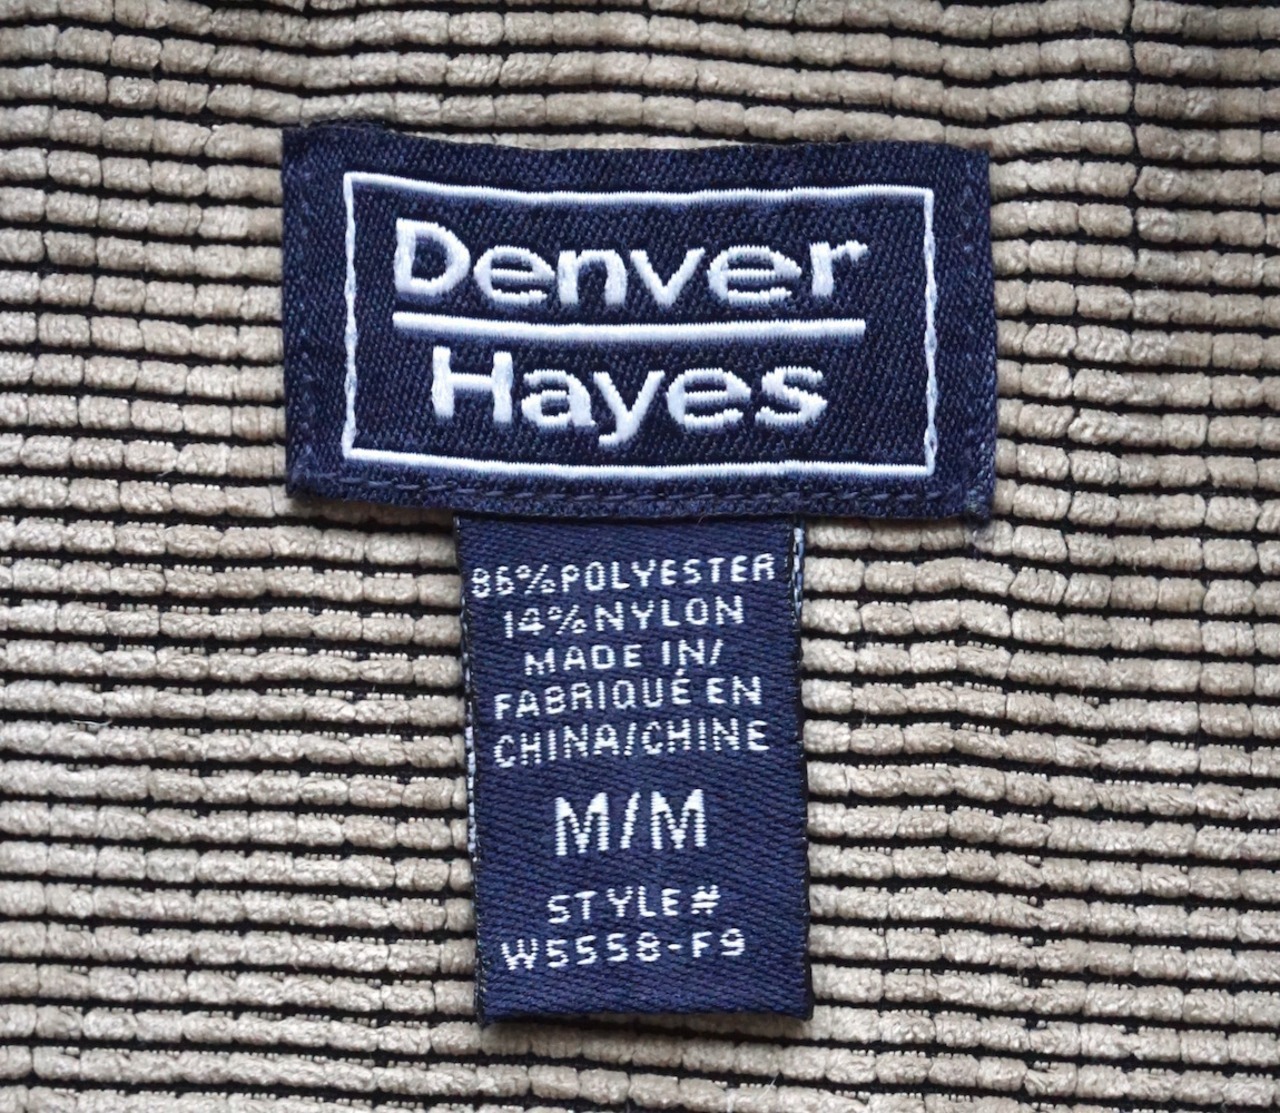 Denver
Hayes
86% POLYESTER
14% NYLON
MADE IN/
FABRIQUÉ EN
CHINA/CHINE
M/M
STYLE#
W5558-F9